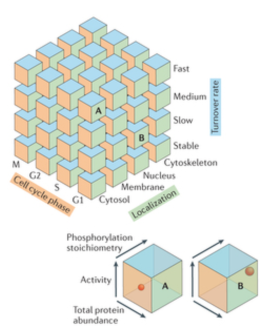 A
B
Fast
Medium
Slow
Stable
Turnover rate
Cytoskeleton
Nucleus
Membrane
Cytosol
Localization
M
G2
S
G1
Cell cycle phase
Phosphorylation
stoichiometry
Activity
Total protein
abundance
A
B